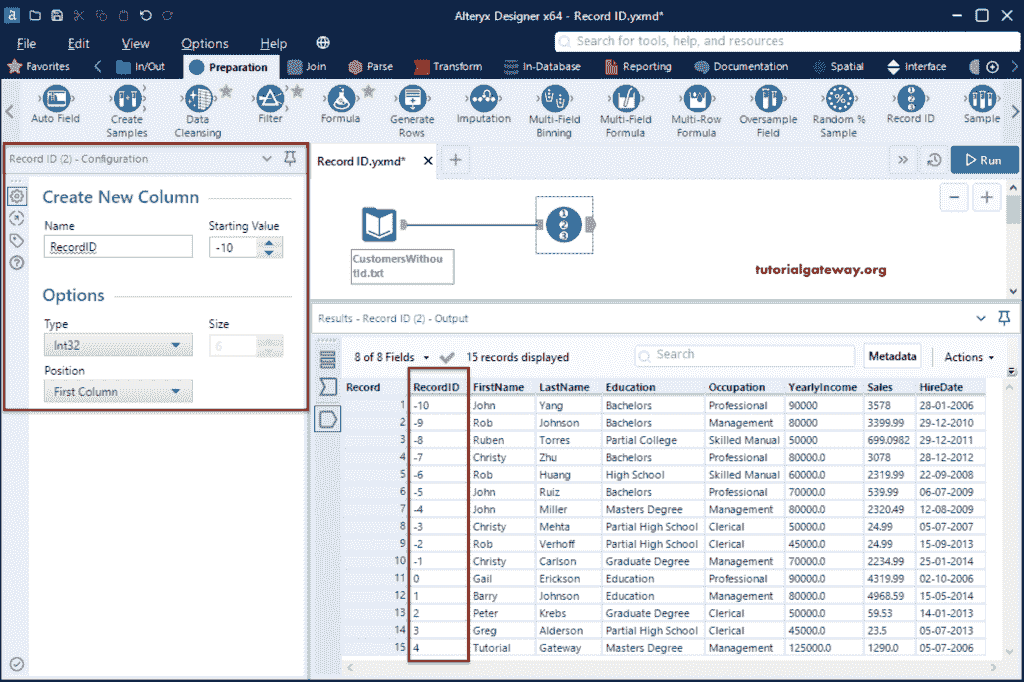 Alteryx Designer x64 - Record ID.yxmd*
File Edit View Options Help
Search for tools, help, and resources
Favorites In/Out Preparation Join Parse Transform In-Database Reporting Documentation Spatial Interface
Auto Field Create Samples Data Cleansing Filter Formula Generate Rows Imputation Multi-Field Binning Multi-Field Formula Multi-Row Formula Oversample Field Random % Sample Record ID Sample
Record ID (2) - Configuration
Create New Column
Name Starting Value
RecordID -10
Options
Type Size
Int32 6
Position
First Column
Record ID.yxmd*
Run
1
2
3
CustomersWithou
tId.txt
tutorialgateway.org
Results - Record ID (2) - Output
8 of 8 Fields 15 records displayed Search Metadata Actions
Record RecordID FirstName LastName Education Occupation YearlyIncome Sales HireDate
1 -10 John Yang Bachelors Professional 90000 3578 28-01-2006
2 -9 Rob Johnson Bachelors Management 80000 3399.99 29-12-2010
3 -8 Ruben Torres Partial College Skilled Manual 50000 699.0982 29-12-2011
4 -7 Christy Zhu Bachelors Professional 80000.0 3078 28-12-2012
5 -6 Rob Huang High School Skilled Manual 60000.0 2319.99 22-09-2008
6 -5 John Ruiz Bachelors Professional 70000.0 539.99 06-07-2009
7 -4 John Miller Masters Degree Management 80000.0 2320.49 12-08-2009
8 -3 Christy Mehta Partial High School Clerical 50000.0 24.99 05-07-2007
9 -2 Rob Verhoff Partial High School Clerical 45000.0 24.99 15-09-2013
10 -1 Christy Carlson Graduate Degree Management 70000.0 2234.99 25-01-2014
11 0 Gail Erickson Education Professional 90000.0 4319.99 02-10-2006
12 1 Barry Johnson Education Management 80000.0 4968.59 15-05-2014
13 2 Peter Krebs Graduate Degree Clerical 50000.0 59.53 14-01-2013
14 3 Greg Alderson Partial High School Clerical 45000.0 23.5 05-07-2013
15 4 Tutorial Gateway Masters Degree Management 125000.0 1290.0 05-07-2006